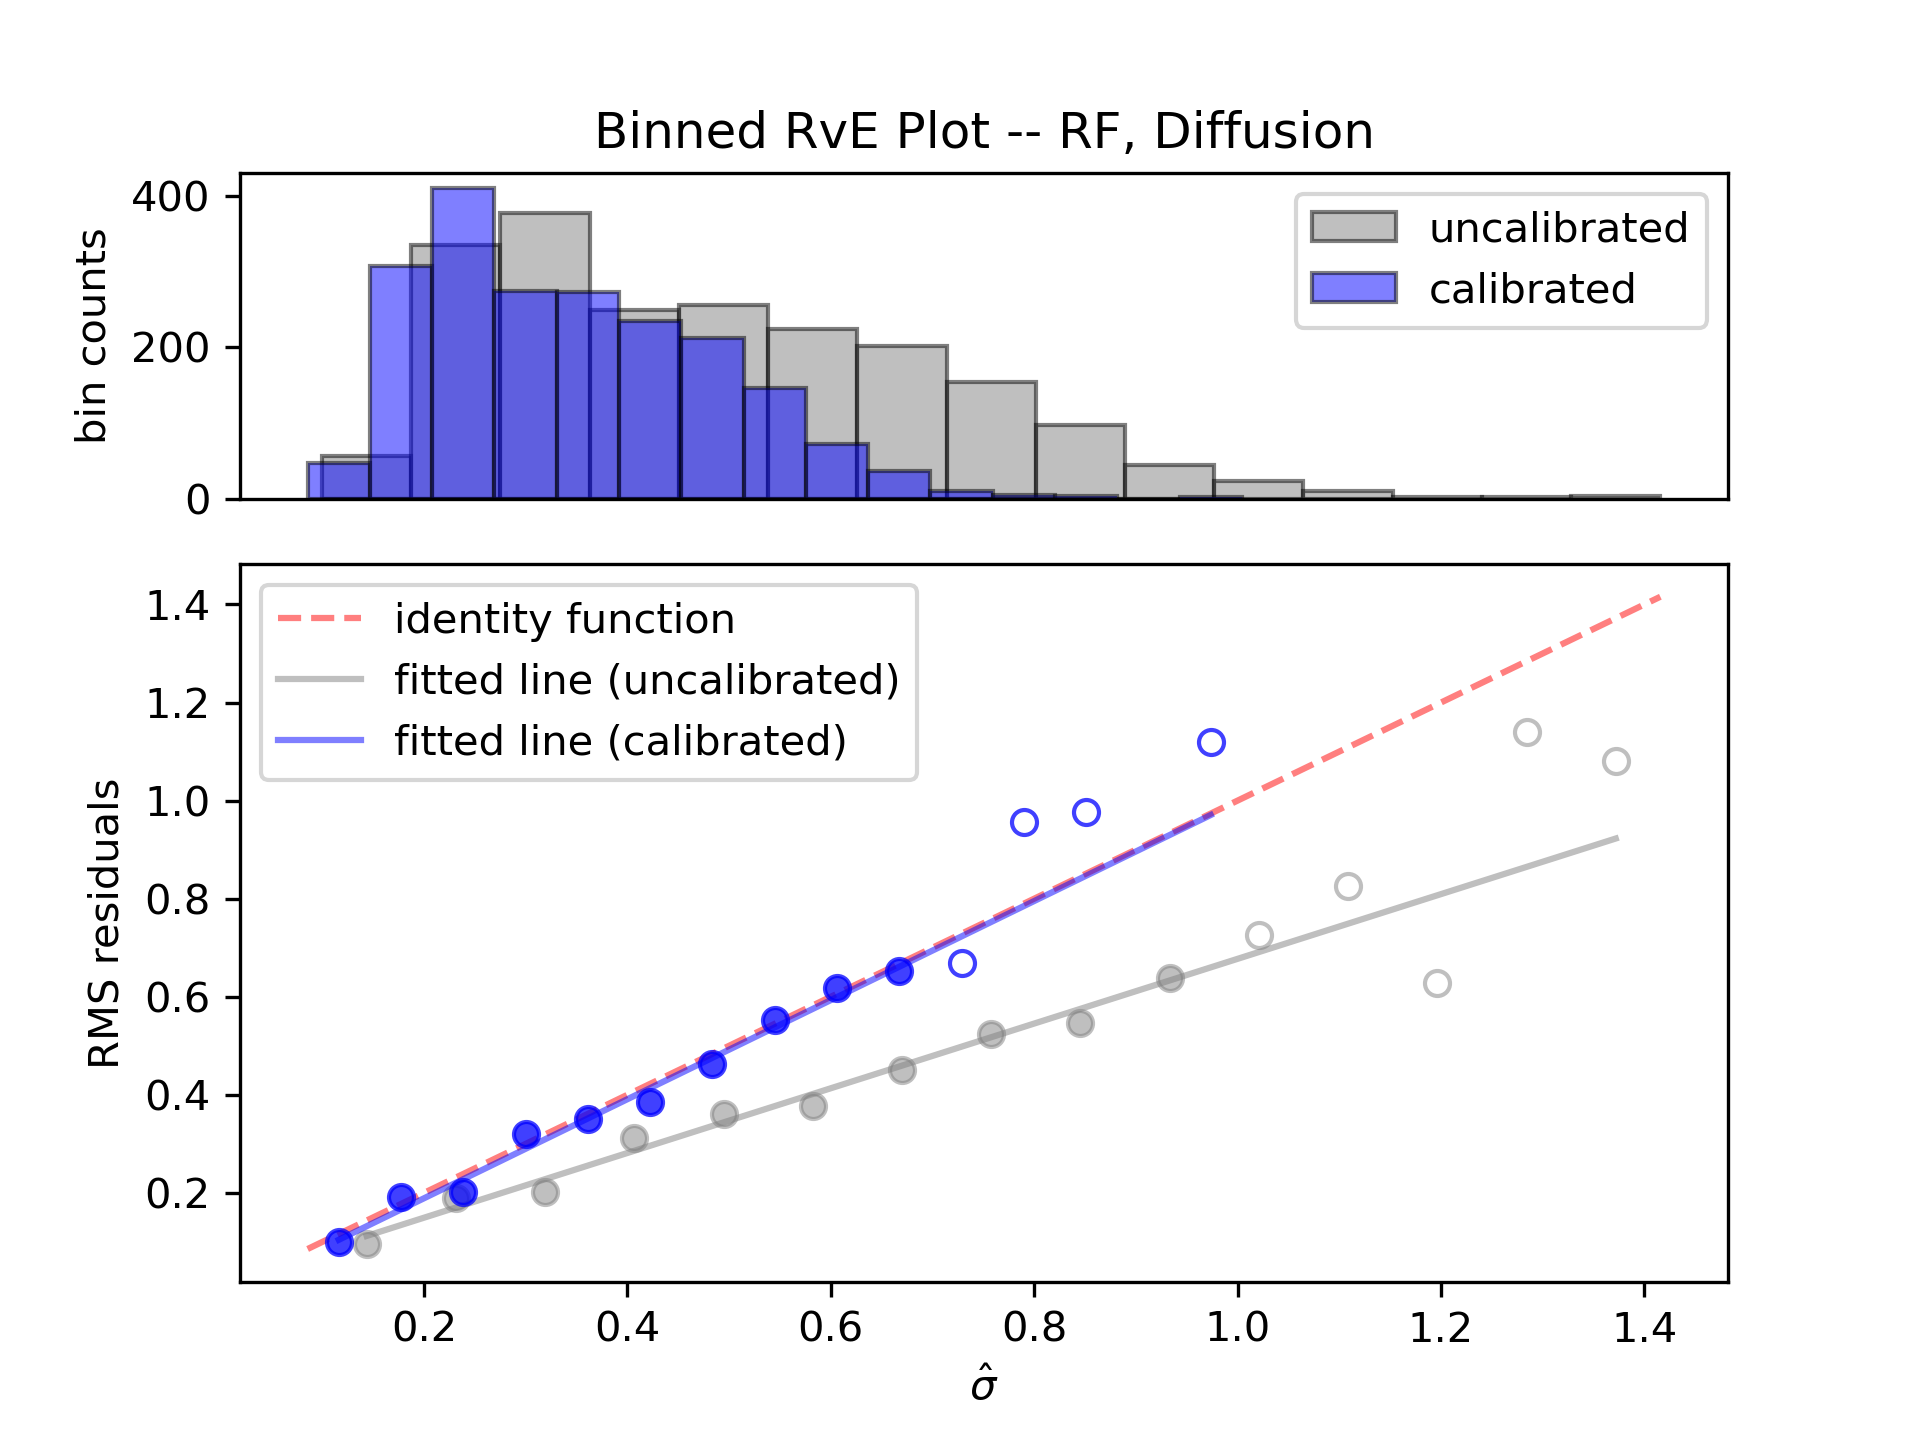 Binned RvE Plot -- RF, Diffusion
bin counts
400
200
0
uncalibrated
calibrated
RMS residuals
1.4
1.2
1.0
0.8
0.6
0.4
0.2
identity function
fitted line (uncalibrated)
fitted line (calibrated)
0.2 0.4 0.6 0.8 1.0 1.2 1.4
σ̂